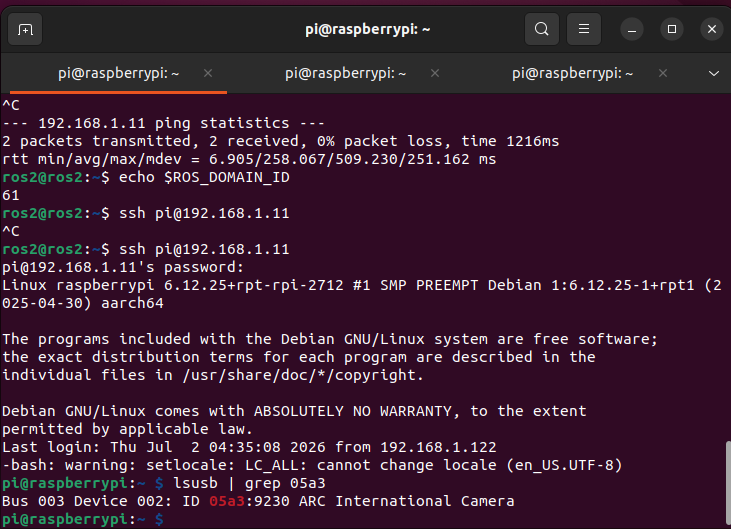 pi@raspberrypi: ~
pi@raspberrypi: ~ × pi@raspberrypi: ~ × pi@raspberrypi: ~ ×
^C
--- 192.168.1.11 ping statistics ---
2 packets transmitted, 2 received, 0% packet loss, time 1216ms
rtt min/avg/max/mdev = 6.905/258.067/509.230/251.162 ms
ros2@ros2:~$ echo $ROS_DOMAIN_ID
61
ros2@ros2:~$ ssh pi@192.168.1.11
^C
ros2@ros2:~$ ssh pi@192.168.1.11
pi@192.168.1.11's password:
Linux raspberrypi 6.12.25+rpt-rpi-2712 #1 SMP PREEMPT Debian 1:6.12.25-1+rpt1 (2
025-04-30) aarch64

The programs included with the Debian GNU/Linux system are free software;
the exact distribution terms for each program are described in the
individual files in /usr/share/doc/*/copyright.

Debian GNU/Linux comes with ABSOLUTELY NO WARRANTY, to the extent
permitted by applicable law.
Last login: Thu Jul  2 04:35:08 2026 from 192.168.1.122
-bash: warning: setlocale: LC_ALL: cannot change locale (en_US.UTF-8)
pi@raspberrypi:~ $ lsusb | grep 05a3
Bus 003 Device 002: ID 05a3:9230 ARC International Camera
pi@raspberrypi:~ $